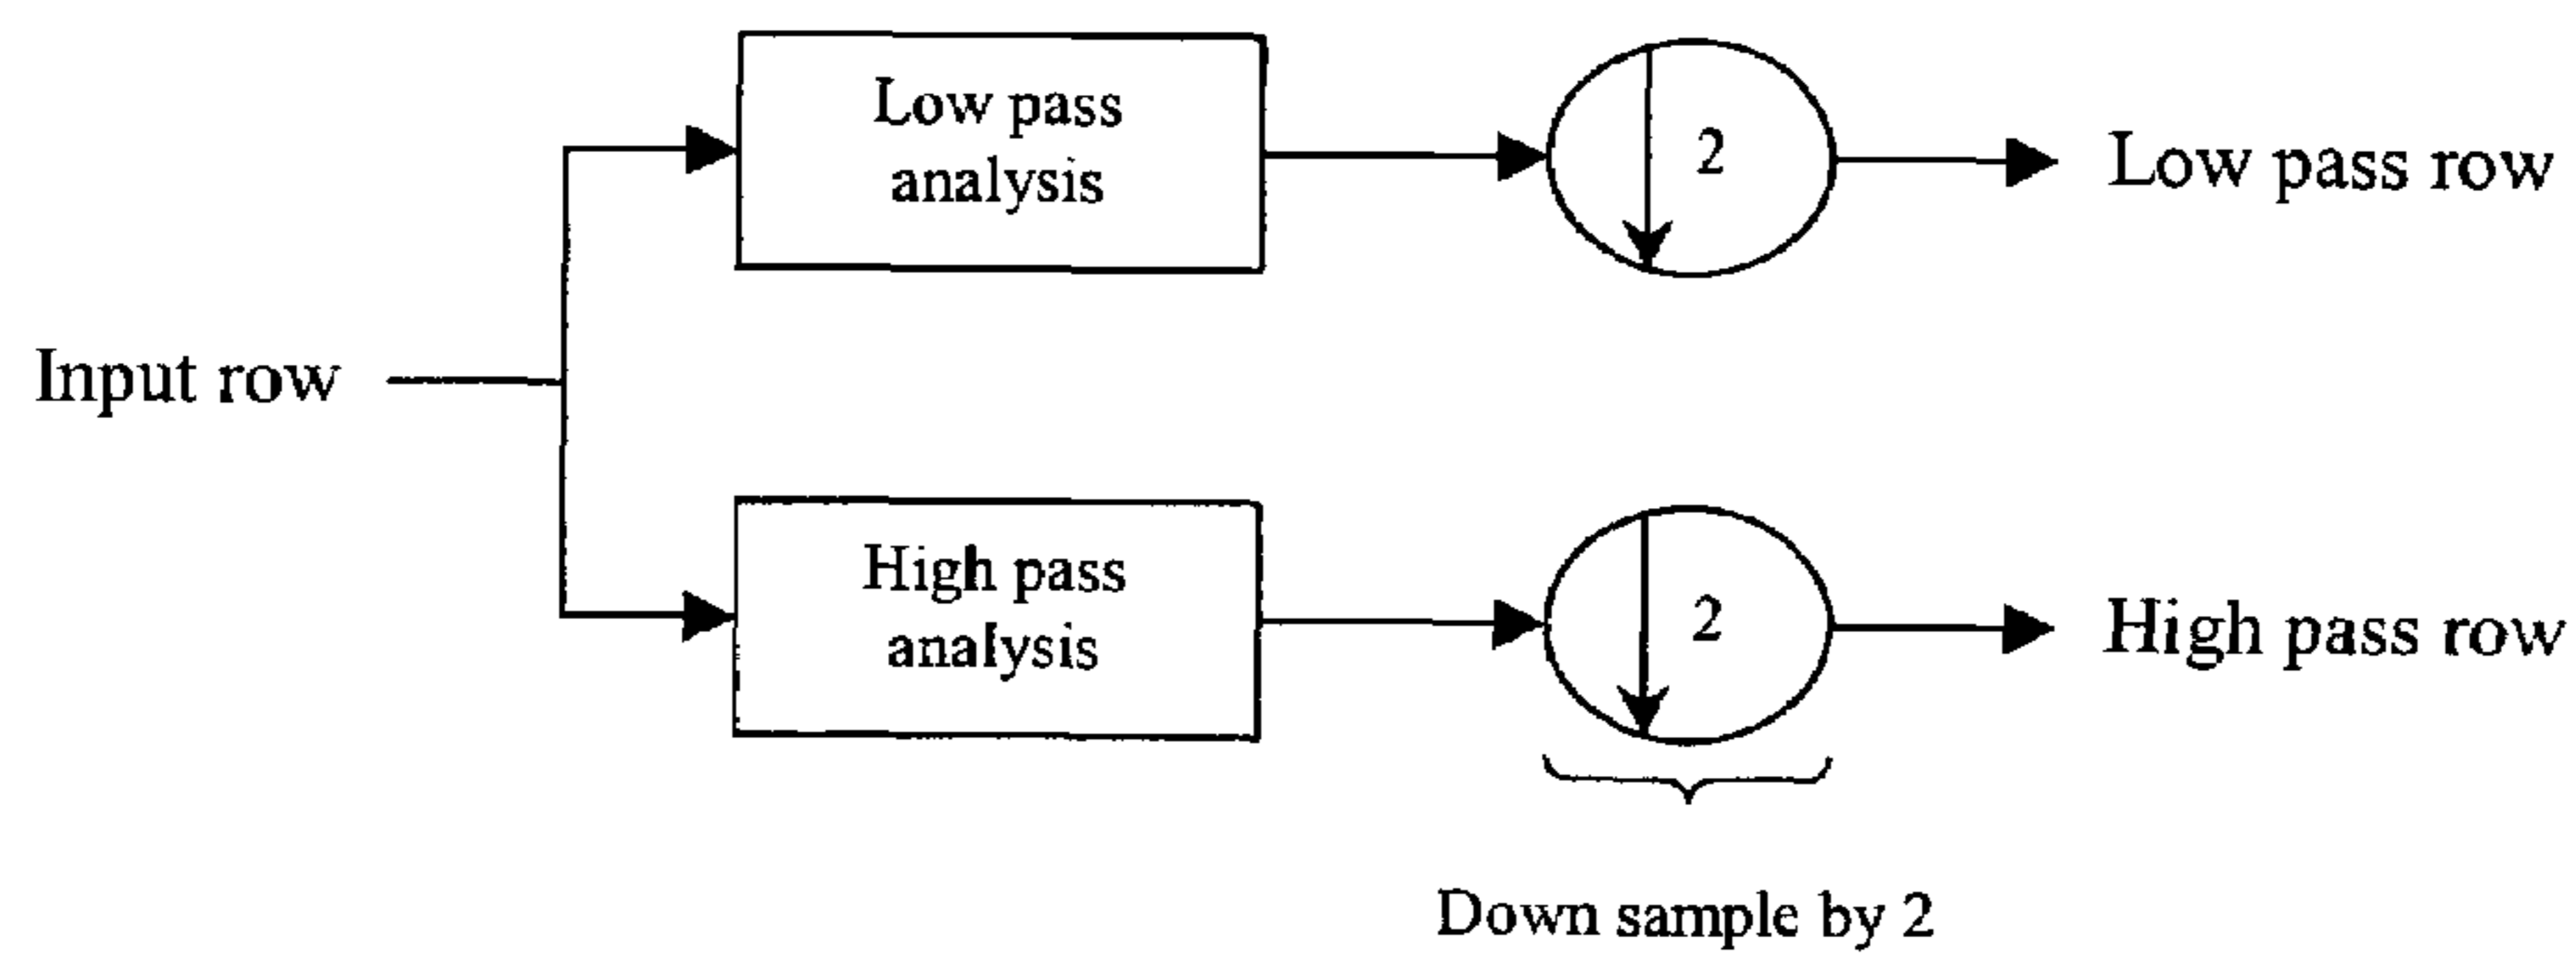 Low pass
analysis
2
Low pass row
Input row
High pass
analysis
2
High pass row
Down sample by 2